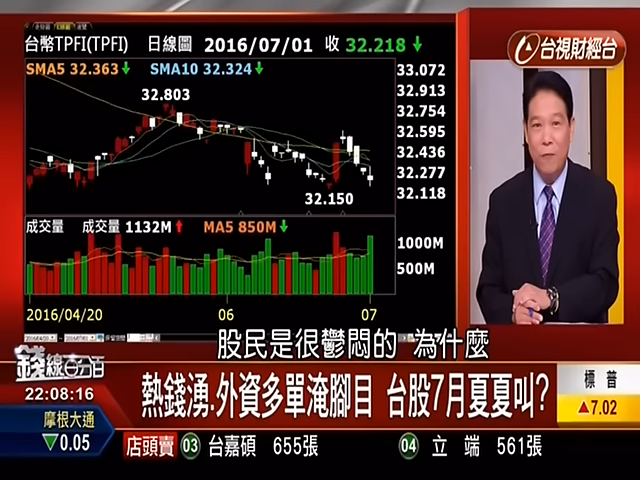 台幣TPFI(TPFI) 日線圖 2016/07/01 收 32.218
SMA5 32.363 SMA10 32.324
33.072
32.913
32.754
32.595
32.436
32.277
32.118
32.803
32.150
成交量 成交量 1132M MA5 850M
1000M
500M
2016/04/20 06 07
台視財經台
股民是很鬱悶的 為什麼
錢線百分百
22:08:16
熱錢湧.外資多單淹腳目 台股7月夏夏叫?
標普
▲7.02
摩根大通
▽0.05
店頭賣 03 台嘉碩 655張 04 立端 561張